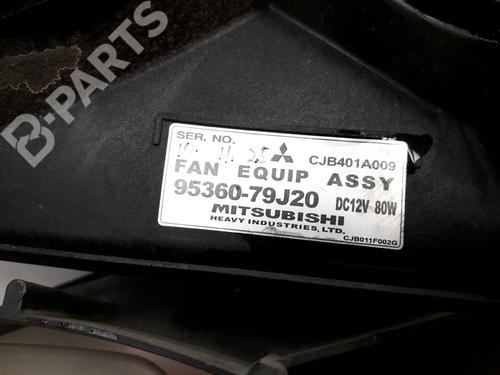 B-PARTS
SER. NO.
CJB401A009
FAN EQUIP ASSY
95360-79J20 DC12V 80W
MITSUBISHI
HEAVY INDUSTRIES, LTD.
CJB011F002G